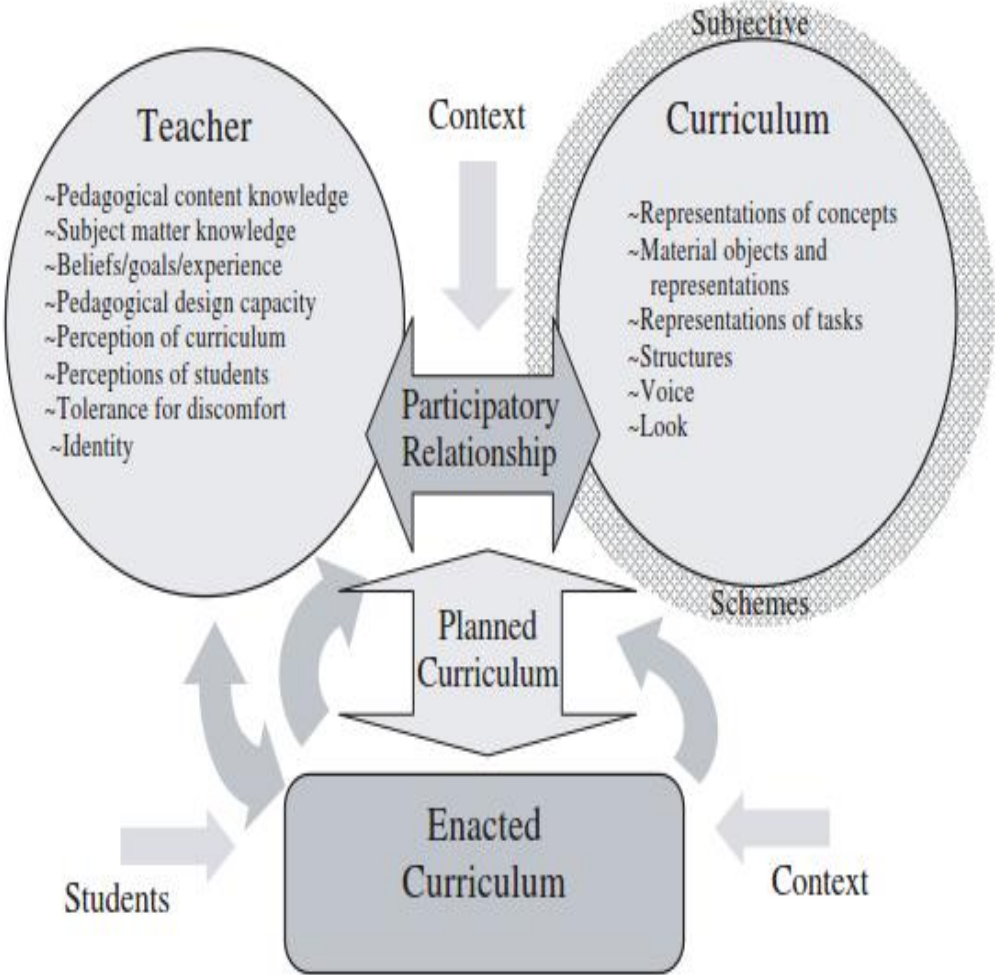 Subjective
Teacher
Context
Curriculum
~Pedagogical content knowledge
~Subject matter knowledge
~Beliefs/goals/experience
~Pedagogical design capacity
~Perception of curriculum
~Perceptions of students
~Tolerance for discomfort
~Identity
~Representations of concepts
~Material objects and
representations
~Representations of tasks
~Structures
~Voice
~Look
Participatory
Relationship
Schemes
Planned
Curriculum
Enacted
Curriculum
Students
Context